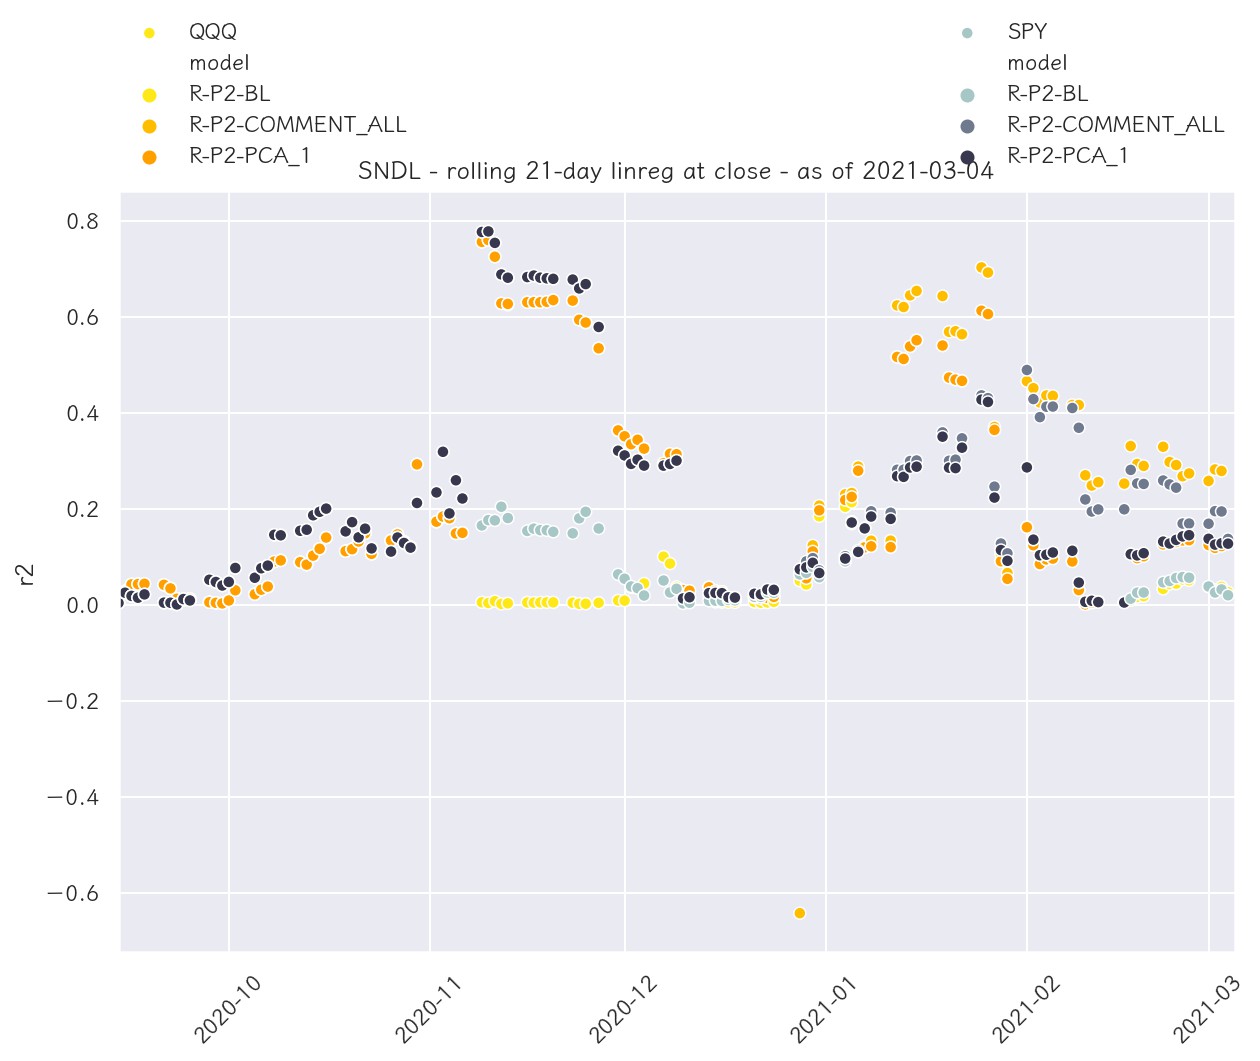 QQQ
model
R-P2-BL
R-P2-COMMENT_ALL
R-P2-PCA_1
SPY
model
R-P2-BL
R-P2-COMMENT_ALL
R-P2-PCA_1
SNDL - rolling 21-day linreg at close - as of 2021-03-04
0.8
0.6
0.4
0.2
0.0
−0.2
−0.4
−0.6
r2
2020-10
2020-11
2020-12
2021-01
2021-02
2021-03